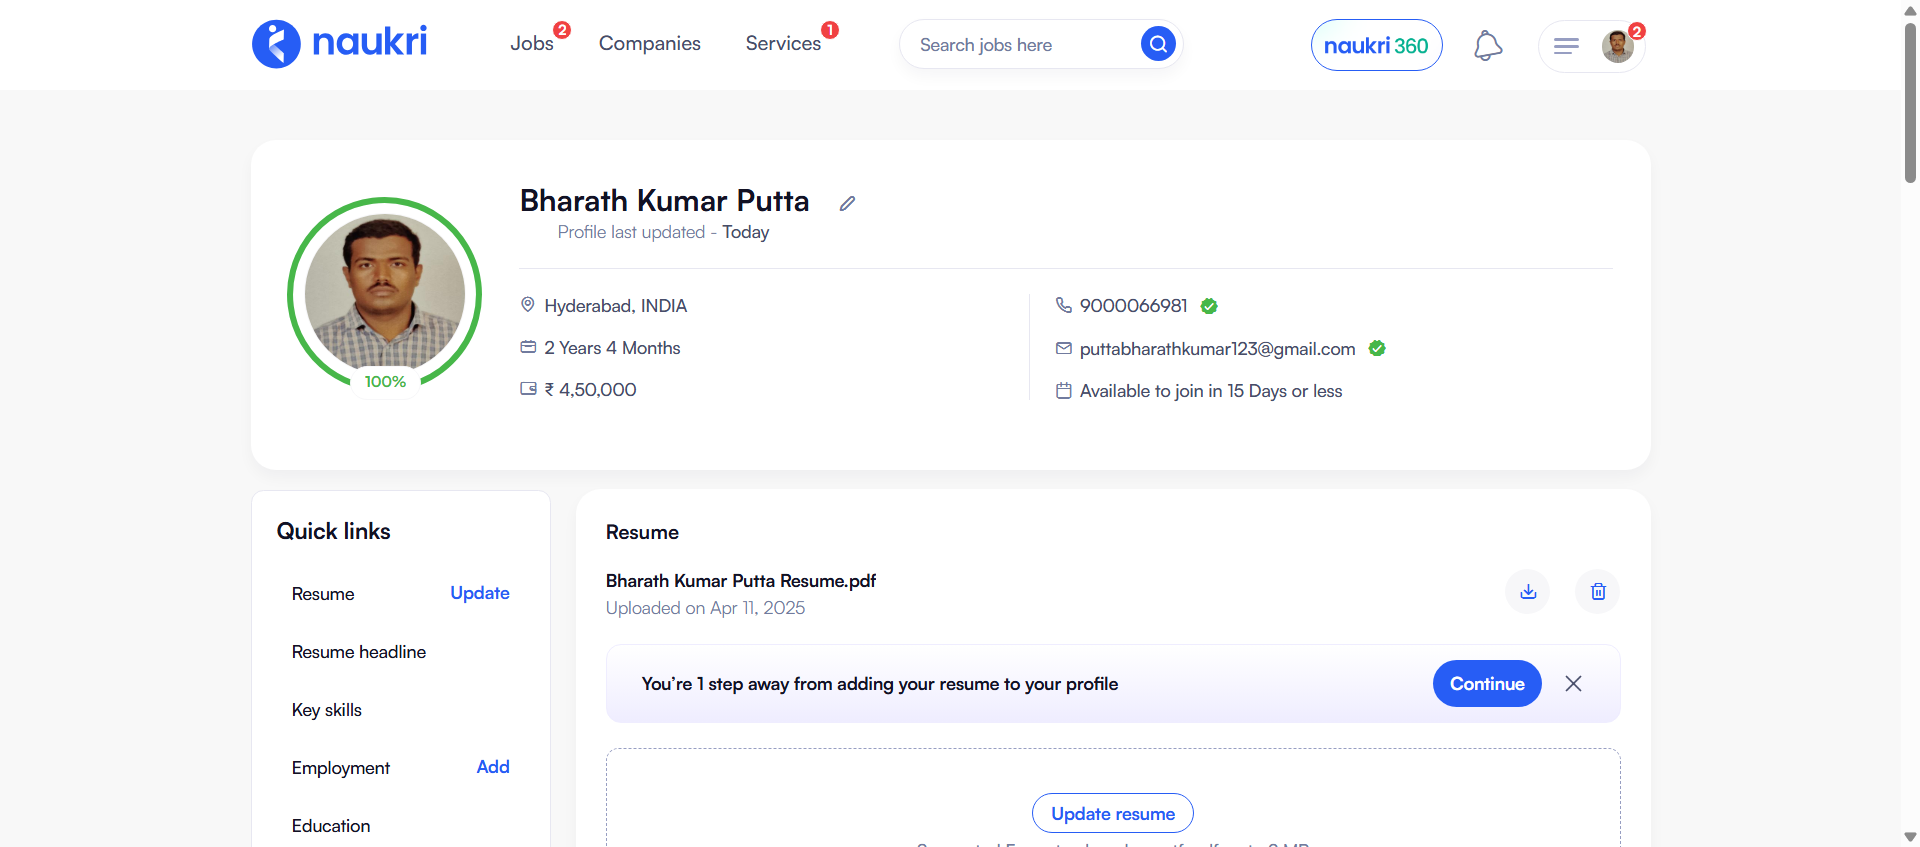 naukri
Jobs 2
Companies
Services 1
Search jobs here
naukri 360
2
Bharath Kumar Putta
Profile last updated - Today
100%
Hyderabad, INDIA
2 Years 4 Months
₹ 4,50,000
9000066981
puttabharathkumar123@gmail.com
Available to join in 15 Days or less
Quick links
Resume Update
Resume headline
Key skills
Employment Add
Education
Resume
Bharath Kumar Putta Resume.pdf
Uploaded on Apr 11, 2025
You're 1 step away from adding your resume to your profile
Continue
Update resume